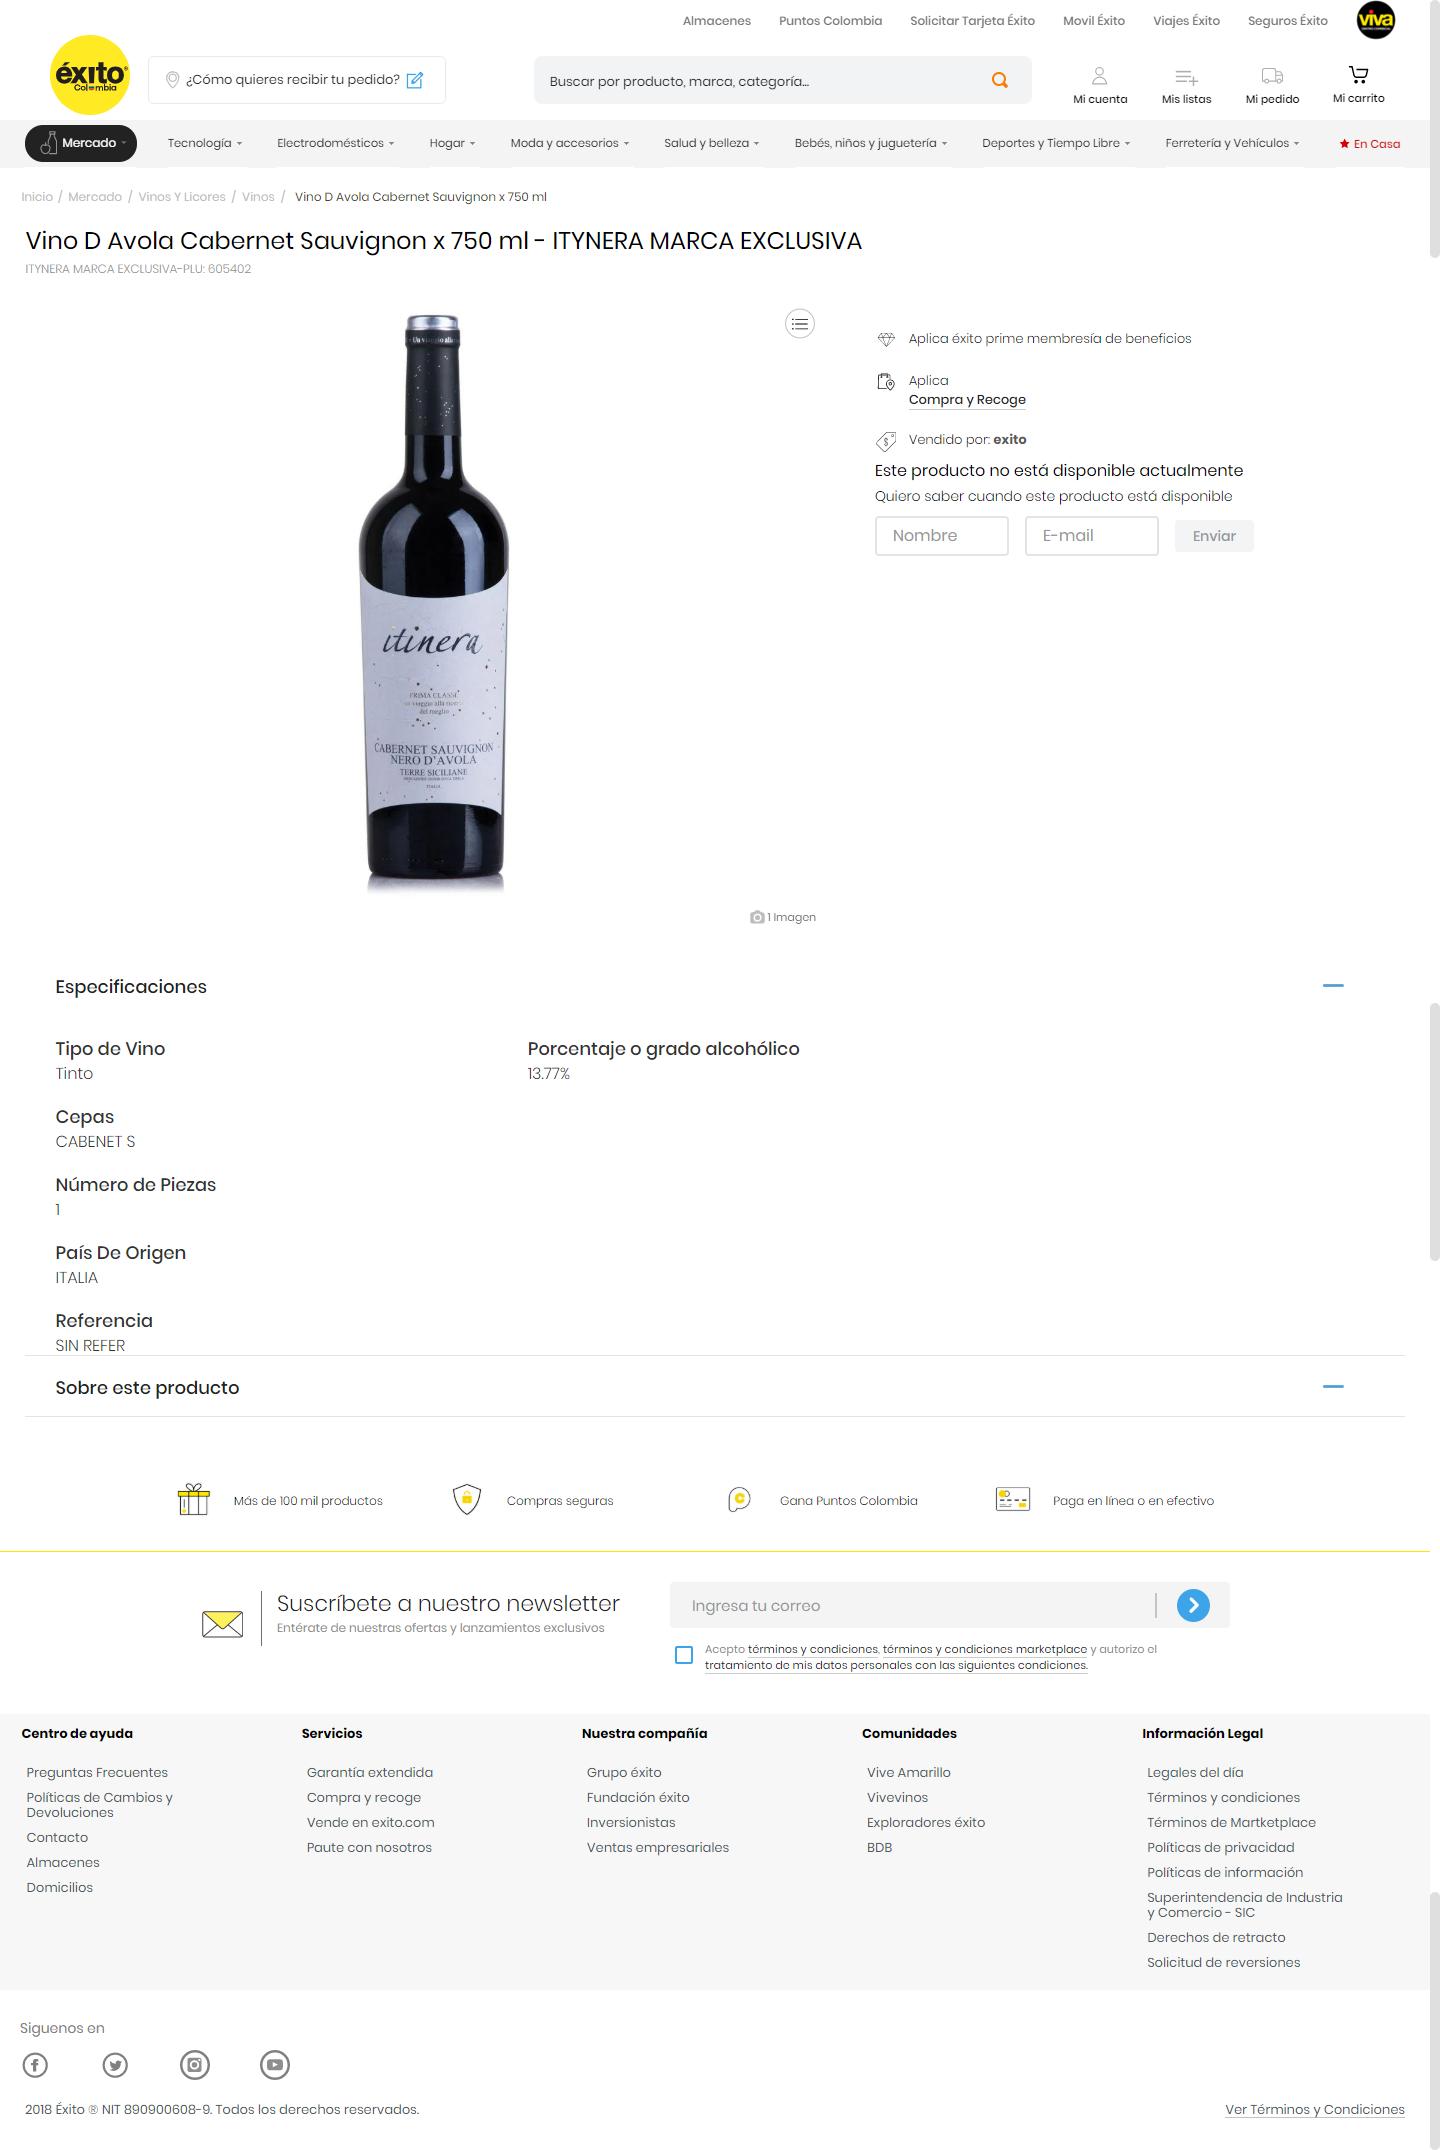 Almacenes Puntos Colombia Solicitar Tarjeta Éxito Movil Éxito Viajes Éxito Seguros Éxito viva
éxito
Colombia
¿Cómo quieres recibir tu pedido?
Buscar por producto, marca, categoría...
Mi cuenta Mis listas Mi pedido Mi carrito
Mercado Tecnología Electrodomésticos Hogar Moda y accesorios Salud y belleza Bebés, niños y juguetería Deportes y Tiempo Libre Ferretería y Vehículos En Casa
Inicio / Mercado / Vinos Y Licores / Vinos / Vino D Avola Cabernet Sauvignon x 750 ml
Vino D Avola Cabernet Sauvignon x 750 ml - ITYNERA MARCA EXCLUSIVA
ITYNERA MARCA EXCLUSIVA-PLU: 605402
Un viaggio alla
itinera
PRIMA CLASSE
viaggio alla
del meglio
CABERNET SAUVIGNON
NERO D'AVOLA
TERRE SICILIANE
ITALIA
1 Imagen
Aplica éxito prime membresía de beneficios
Aplica
Compra y Recoge
Vendido por: exito
Este producto no está disponible actualmente
Quiero saber cuando este producto está disponible
Nombre E-mail Enviar
Especificaciones
Tipo de Vino
Tinto
Porcentaje o grado alcohólico
13.77%
Cepas
CABENET S
Número de Piezas
1
País De Origen
ITALIA
Referencia
SIN REFER
Sobre este producto
Más de 100 mil productos Compras seguras Gana Puntos Colombia Paga en línea o en efectivo
Suscríbete a nuestro newsletter
Entérate de nuestras ofertas y lanzamientos exclusivos
Ingresa tu correo
Acepto términos y condiciones, términos y condiciones marketplace y autorizo el
tratamiento de mis datos personales con las siguientes condiciones.
Centro de ayuda
Preguntas Frecuentes
Políticas de Cambios y
Devoluciones
Contacto
Almacenes
Domicilios
Servicios
Garantía extendida
Compra y recoge
Vende en exito.com
Paute con nosotros
Nuestra compañía
Grupo éxito
Fundación éxito
Inversionistas
Ventas empresariales
Comunidades
Vive Amarillo
Vivevinos
Exploradores éxito
BDB
Información Legal
Legales del día
Términos y condiciones
Términos de Martketplace
Políticas de privacidad
Políticas de información
Superintendencia de Industria
y Comercio - SIC
Derechos de retracto
Solicitud de reversiones
Siguenos en
2018 Éxito ® NIT 890900608-9. Todos los derechos reservados.
Ver Términos y Condiciones